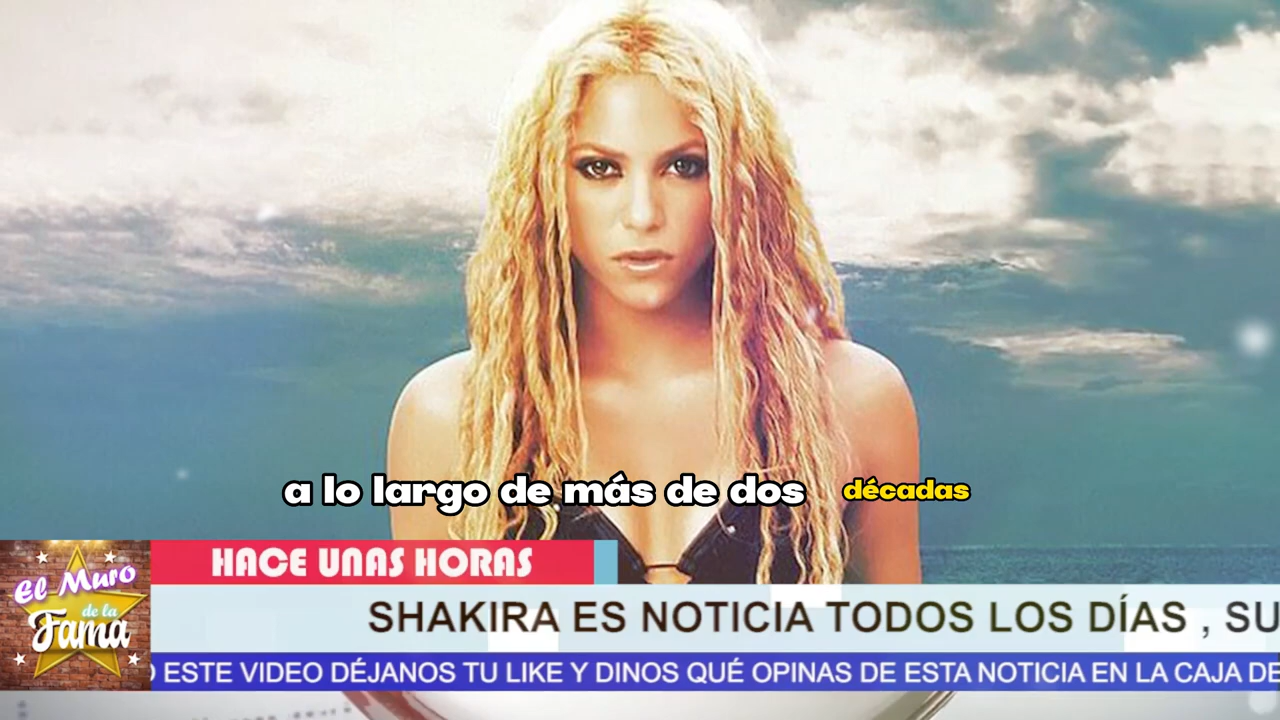 a lo largo de más de dos décadas
HACE UNAS HORAS
El Muro
de la
Fama
SHAKIRA ES NOTICIA TODOS LOS DÍAS , SU
ESTE VIDEO DÉJANOS TU LIKE Y DINOS QUÉ OPINAS DE ESTA NOTICIA EN LA CAJA DE